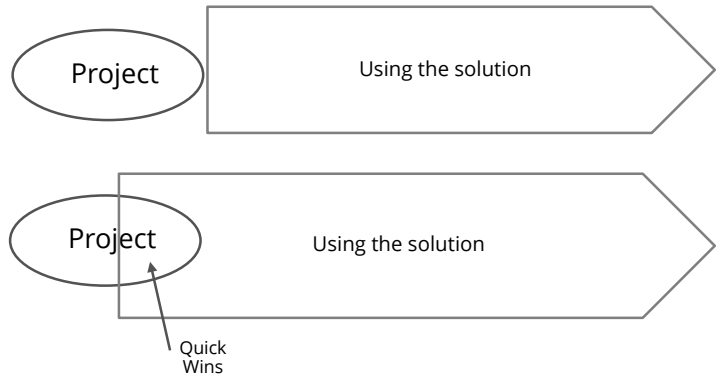 Project
Using the solution
Project
Using the solution
Quick
Wins